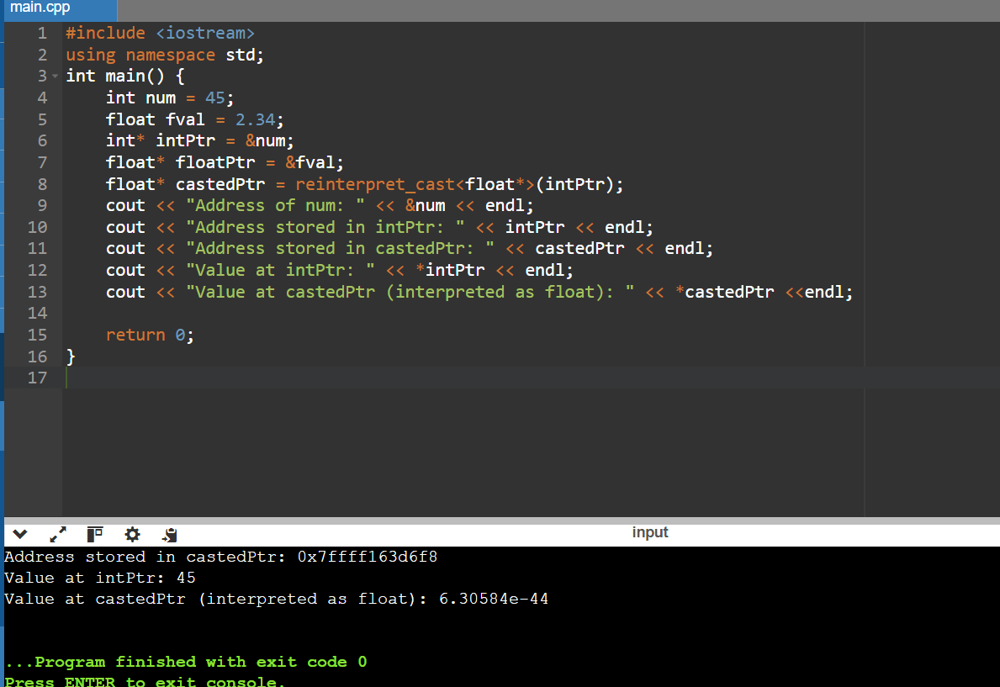 main.cpp
1 #include <iostream>
2 using namespace std;
3 int main() {
4     int num = 45;
5     float fval = 2.34;
6     int* intPtr = &num;
7     float* floatPtr = &fval;
8     float* castedPtr = reinterpret_cast<float*>(intPtr);
9     cout << "Address of num: " << &num << endl;
10     cout << "Address stored in intPtr: " << intPtr << endl;
11     cout << "Address stored in castedPtr: " << castedPtr << endl;
12     cout << "Value at intPtr: " << *intPtr << endl;
13     cout << "Value at castedPtr (interpreted as float): " << *castedPtr <<endl;
14
15     return 0;
16 }
17
input
Address stored in castedPtr: 0x7ffff163d6f8
Value at intPtr: 45
Value at castedPtr (interpreted as float): 6.30584e-44
...Program finished with exit code 0
Press ENTER to exit console.